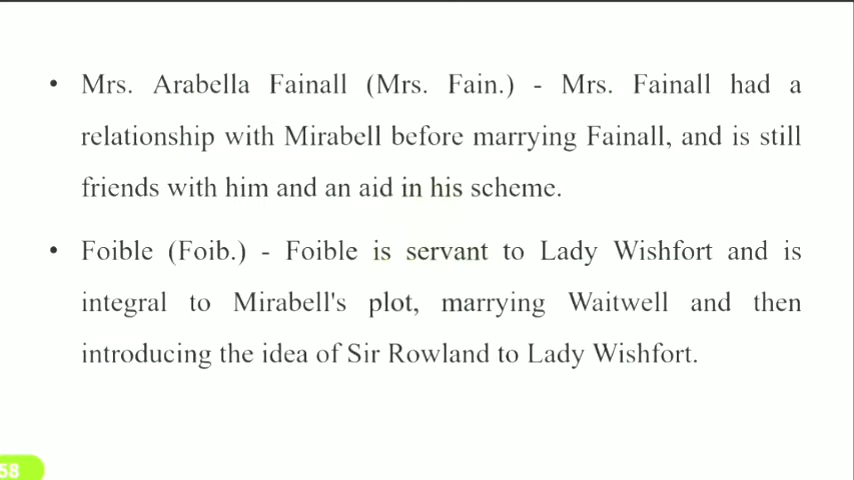 • Mrs. Arabella Fainall (Mrs. Fain.) - Mrs. Fainall had a
relationship with Mirabell before marrying Fainall, and is still
friends with him and an aid in his scheme.
• Foible (Foib.) - Foible is servant to Lady Wishfort and is
integral to Mirabell's plot, marrying Waitwell and then
introducing the idea of Sir Rowland to Lady Wishfort.
58